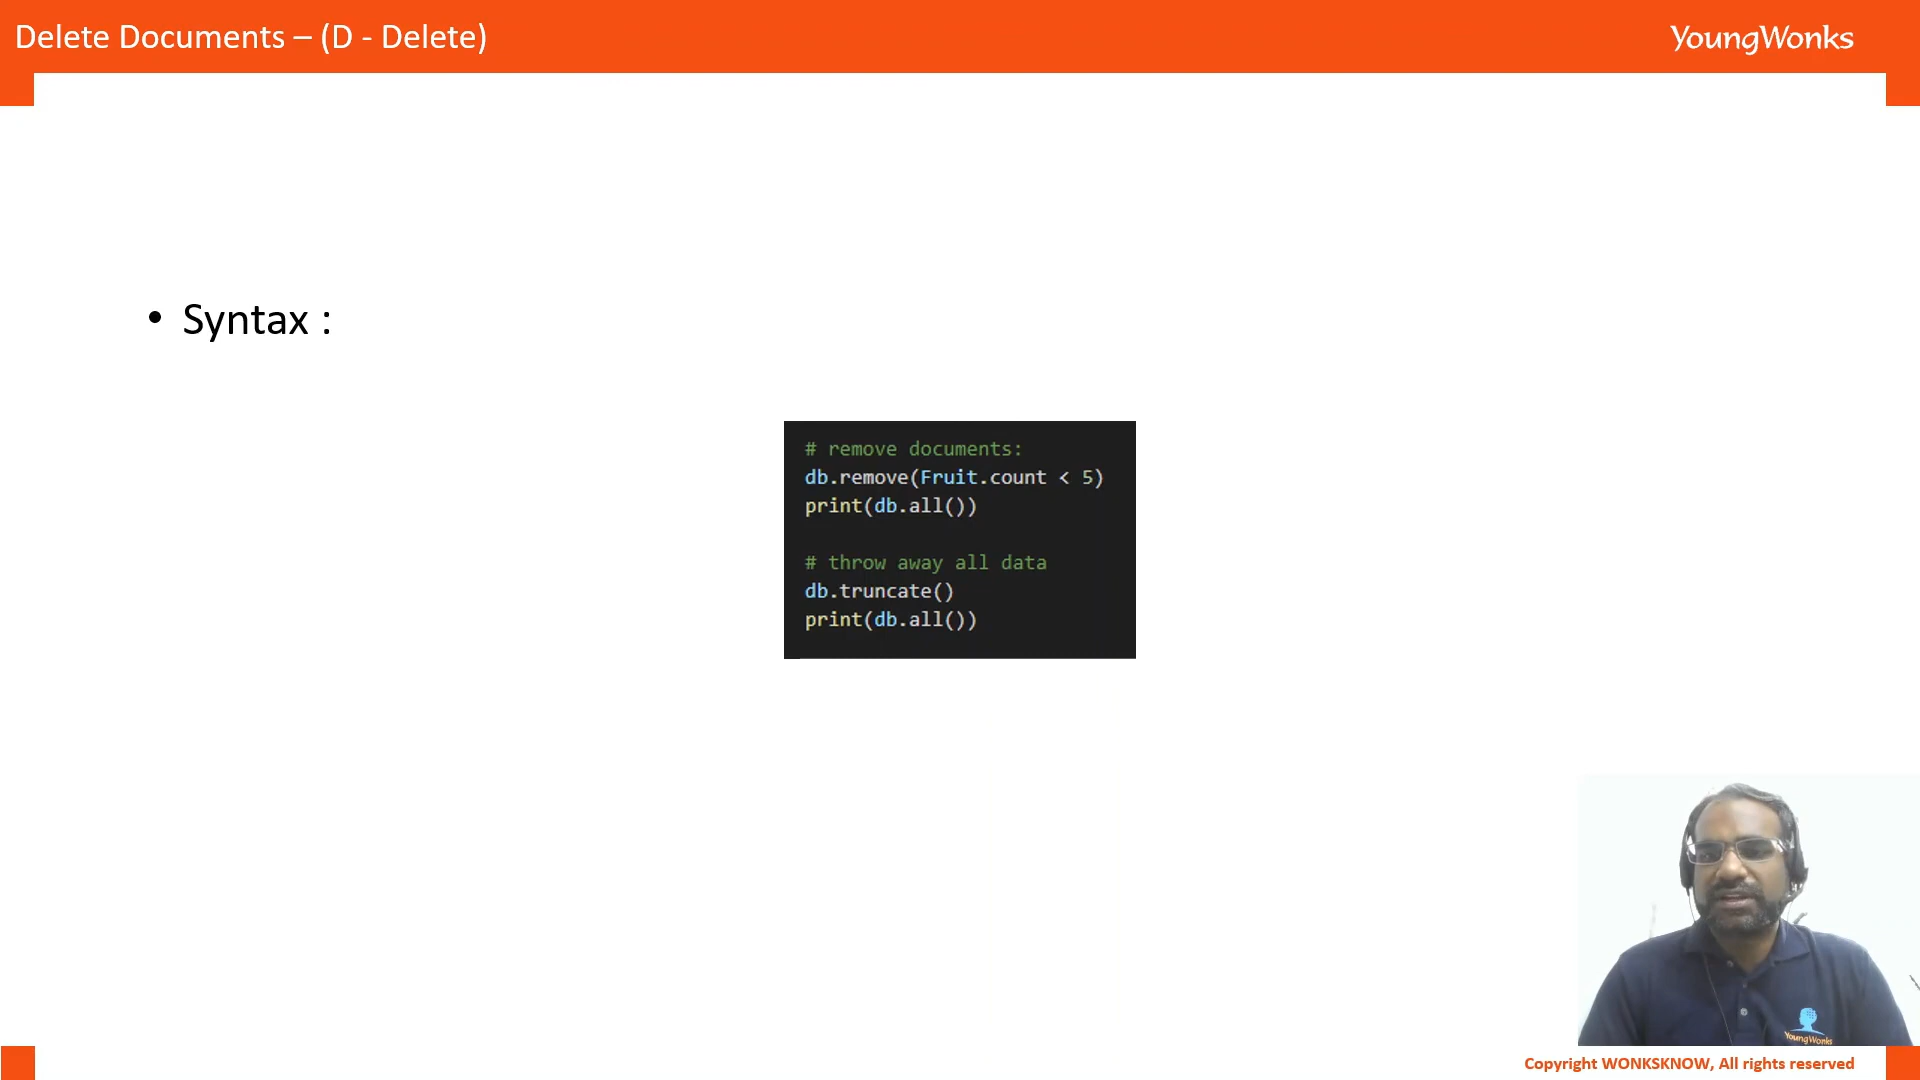 Delete Documents – (D - Delete)
YoungWonks
• Syntax :
# remove documents:
db.remove(Fruit.count < 5)
print(db.all())
# throw away all data
db.truncate()
print(db.all())
YoungWonks
Copyright WONKSKNOW, All rights reserved